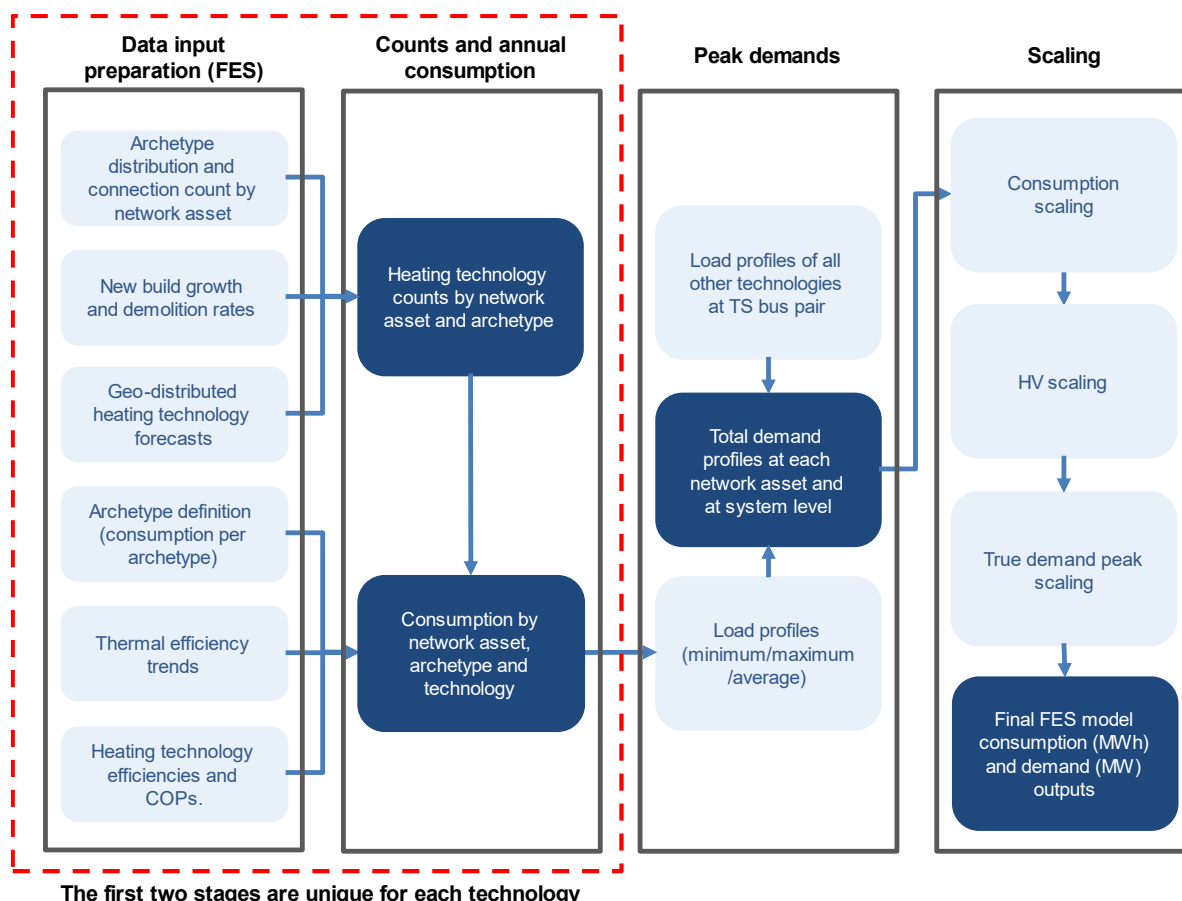 Data input
preparation (FES)
Archetype
distribution and
connection count by
network asset
New build growth
and demolition rates
Geo-distributed
heating technology
forecasts
Archetype definition
(consumption per
archetype)
Thermal efficiency
trends
Heating technology
efficiencies and
COPs.
Counts and annual
consumption
Heating technology
counts by network
asset and archetype
Consumption by
network asset,
archetype and
technology
Peak demands
Load profiles of all
other technologies
at TS bus pair
Total demand
profiles at each
network asset and
at system level
Load profiles
(minimum/maximum
/average)
Scaling
Consumption
scaling
HV scaling
True demand peak
scaling
Final FES model
consumption (MWh)
and demand (MW)
outputs
The first two stages are unique for each technology